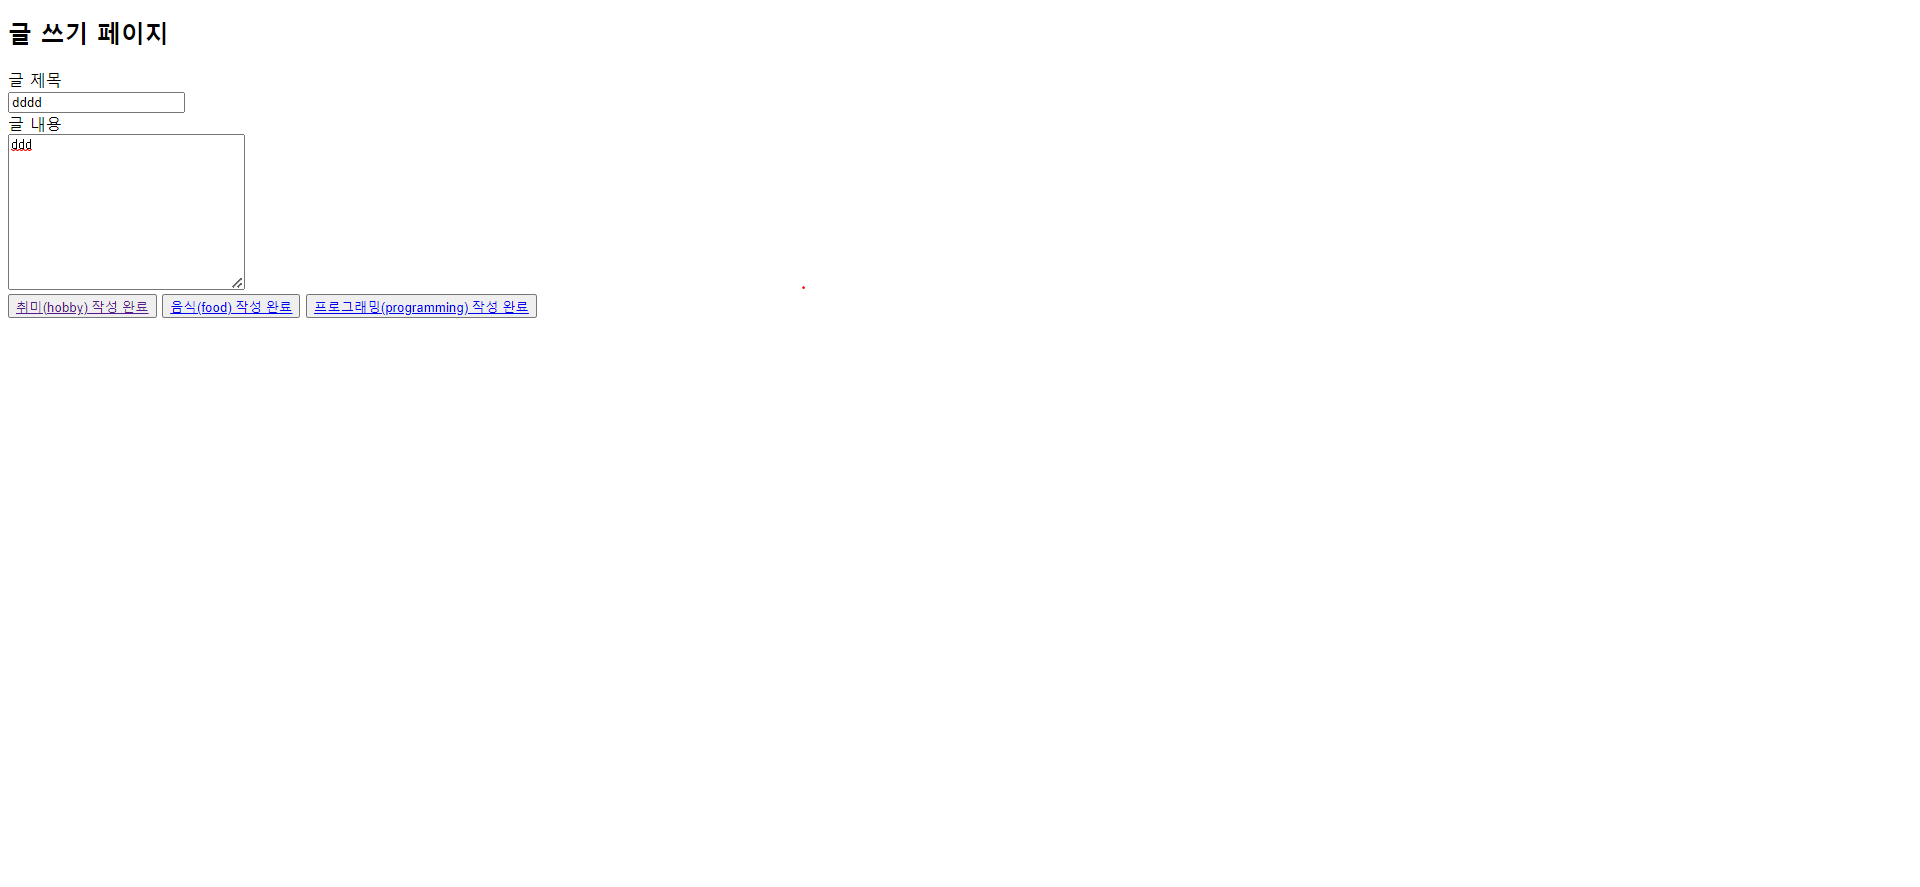 글 쓰기 페이지
글 제목
dddd
글 내용
ddd
취미(hobby) 작성 완료 음식(food) 작성 완료 프로그래밍(programming) 작성 완료